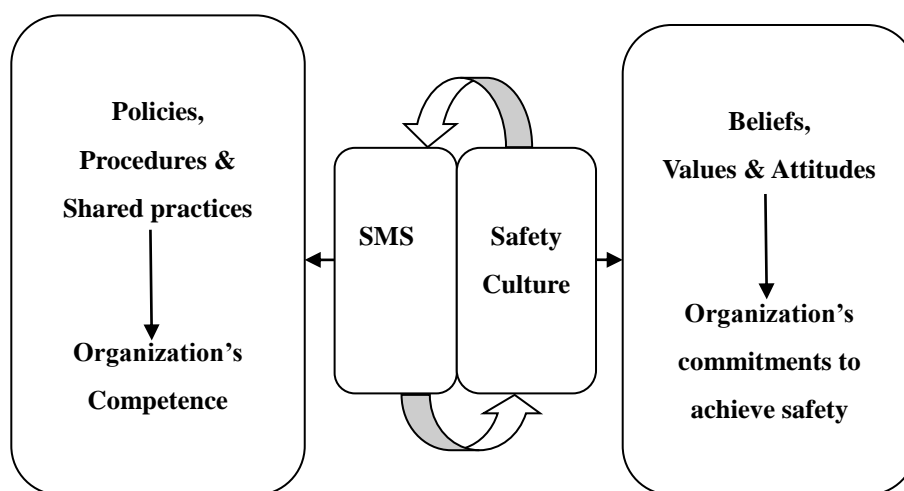 Policies,
Procedures &
Shared practices
Organization’s
Competence
SMS
Safety
Culture
Beliefs,
Values & Attitudes
Organization’s
commitments to
achieve safety